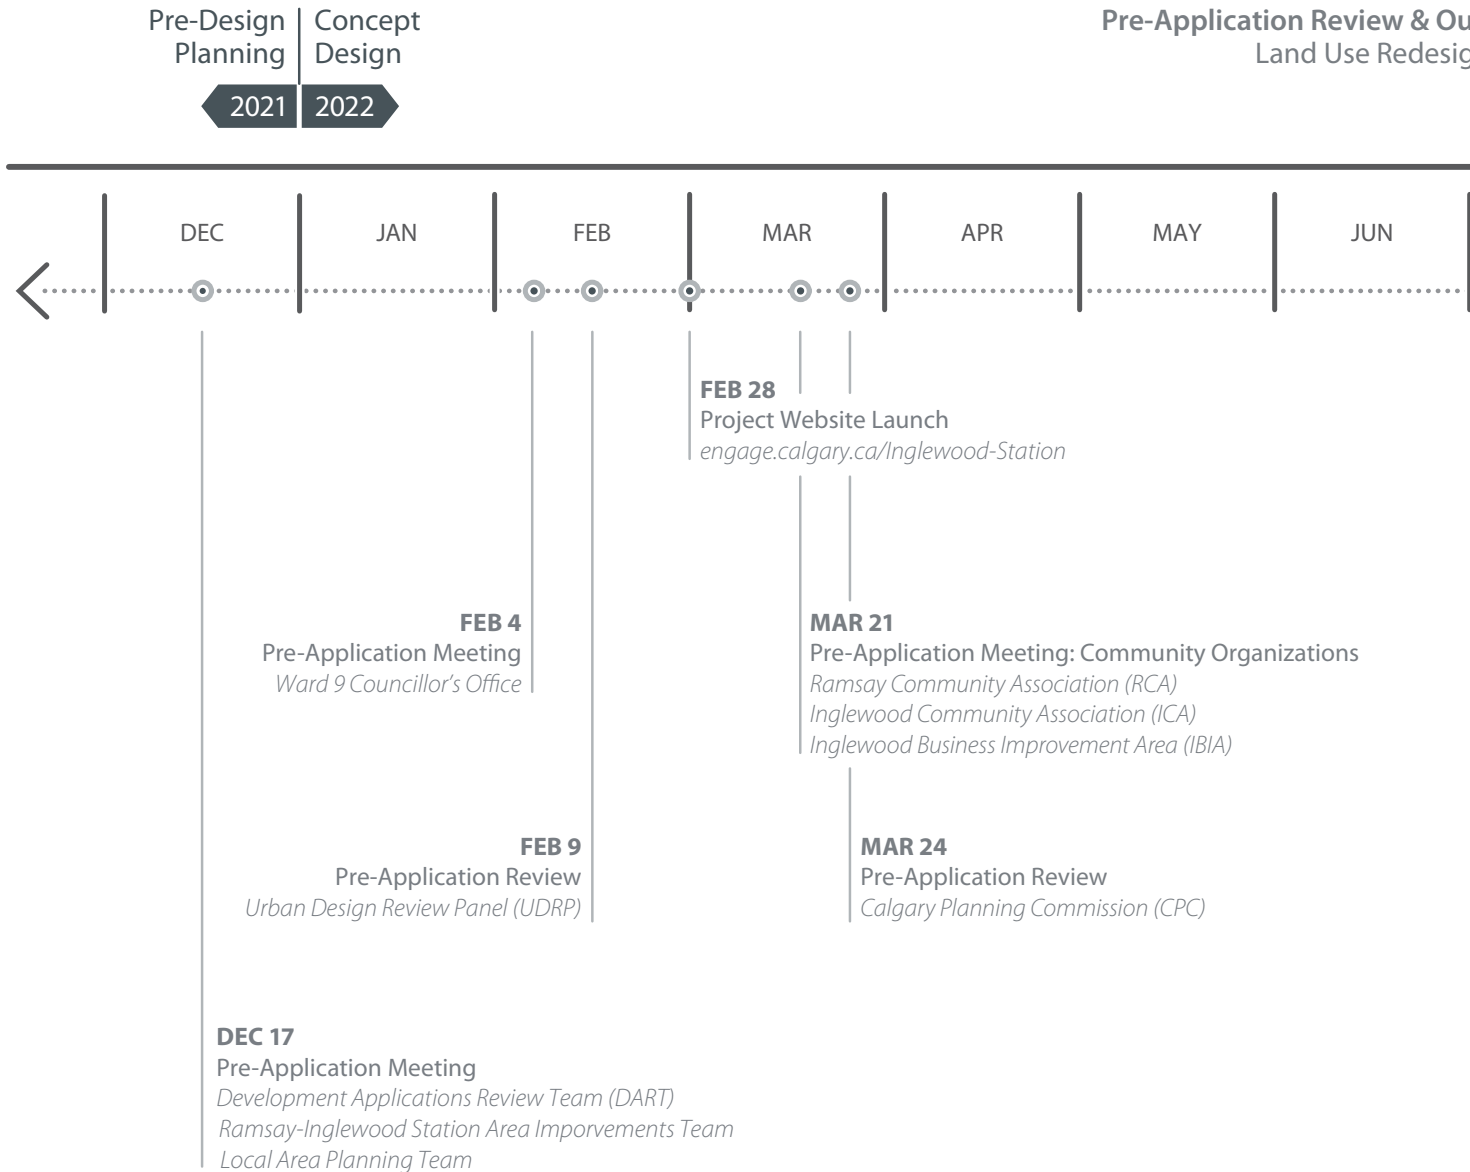 Pre-Design
Planning
Concept
Design
2021
2022
Pre-Application Review & Ou
Land Use Redesig
DEC
JAN
FEB
MAR
APR
MAY
JUN
FEB 28
Project Website Launch
engage.calgary.ca/Inglewood-Station
FEB 4
Pre-Application Meeting
Ward 9 Councillor's Office
MAR 21
Pre-Application Meeting: Community Organizations
Ramsay Community Association (RCA)
Inglewood Community Association (ICA)
Inglewood Business Improvement Area (IBIA)
FEB 9
Pre-Application Review
Urban Design Review Panel (UDRP)
MAR 24
Pre-Application Review
Calgary Planning Commission (CPC)
DEC 17
Pre-Application Meeting
Development Applications Review Team (DART)
Ramsay-Inglewood Station Area Imporvements Team
Local Area Planning Team